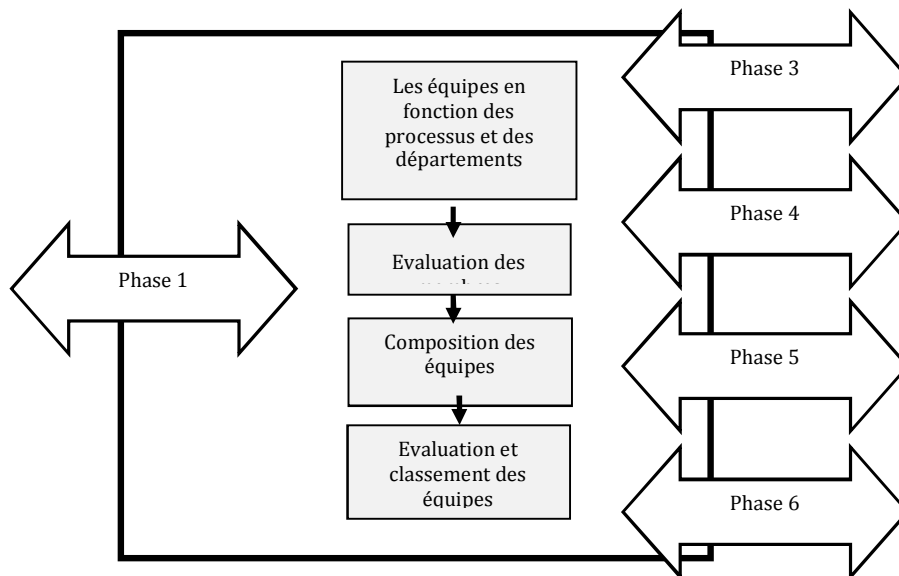 Phase 3
Les équipes en
fonction des
processus et des
départements
Phase 4
Evaluation des
Phase 1
Composition des
équipes
Phase 5
Evaluation et
classement des
équipes
Phase 6